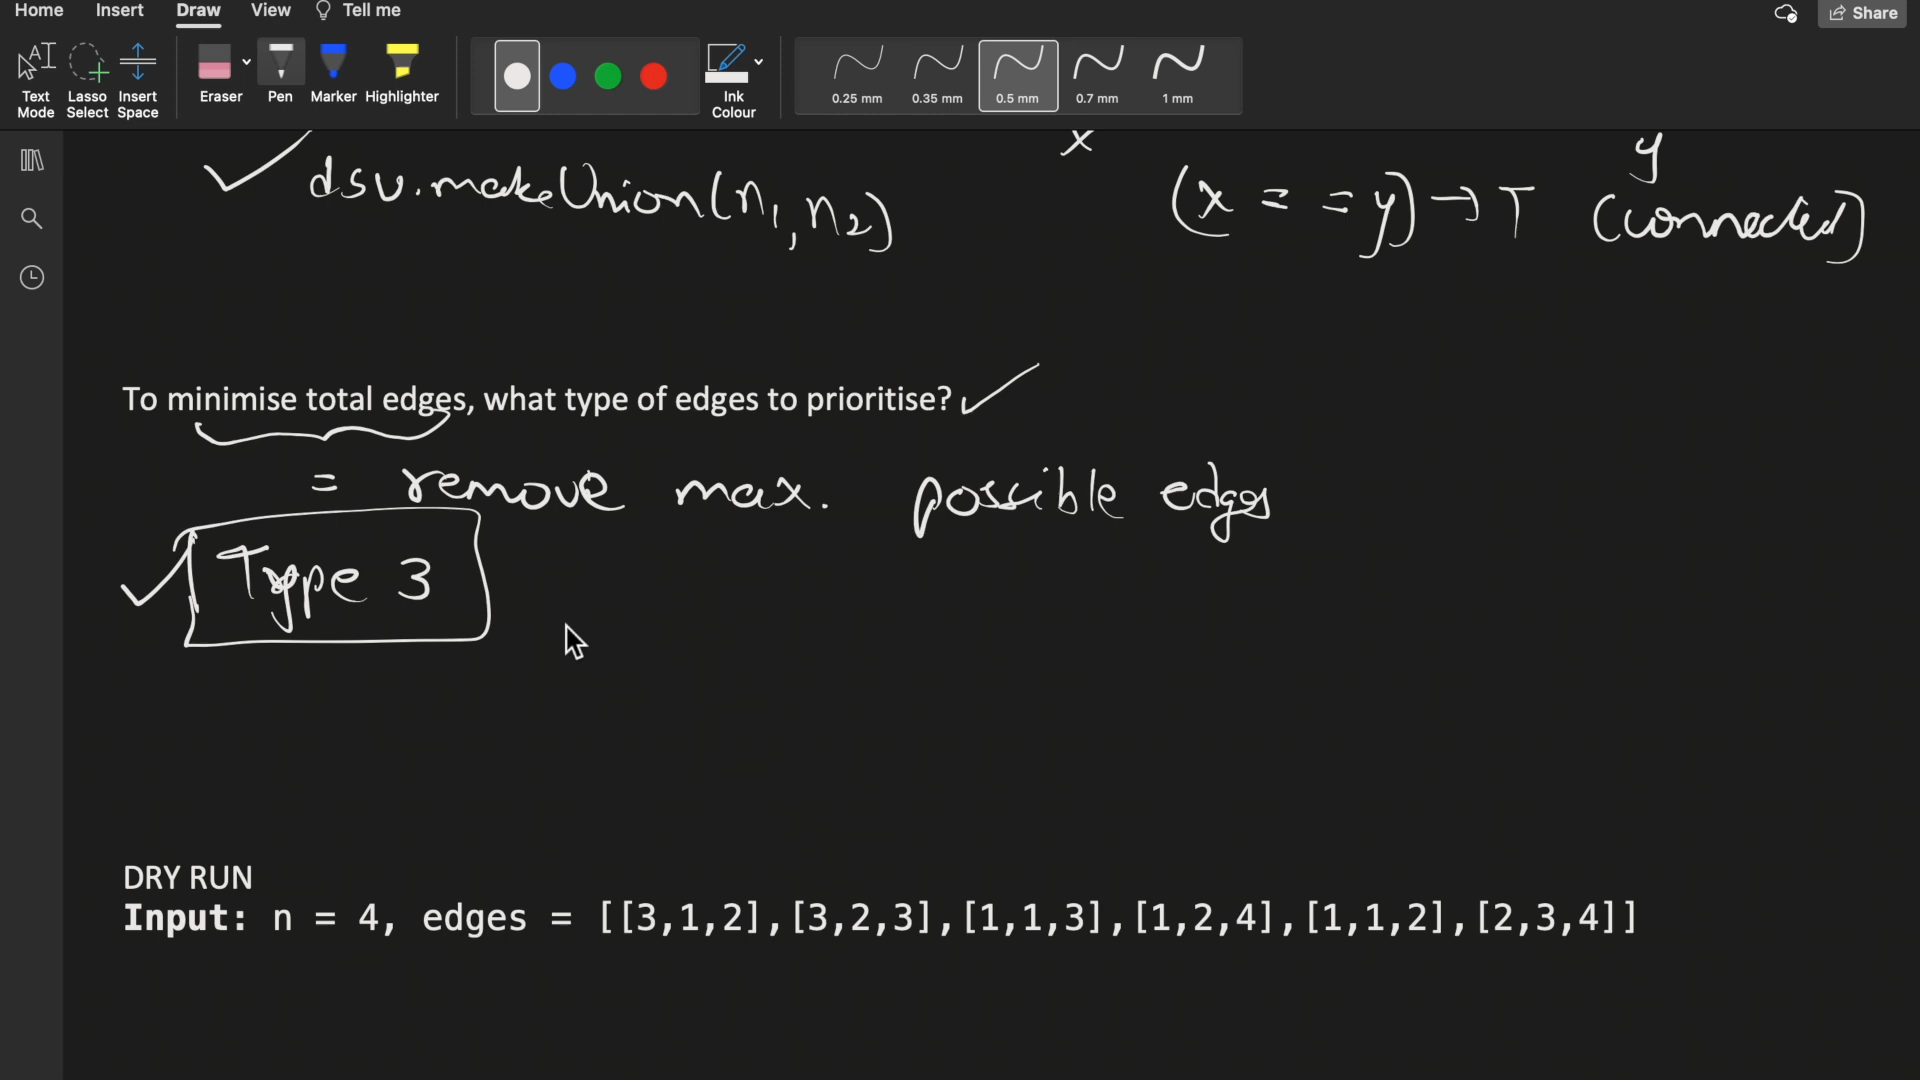 Home Insert Draw View Tell me Share
Text Mode Lasso Select Insert Space Eraser Pen Marker Highlighter Ink Colour 0.25 mm 0.35 mm 0.5 mm 0.7 mm 1 mm
x y
dsu.makeUnion(n1,n2) (x = = y) → T (connected)
To minimise total edges, what type of edges to prioritise?
= remove max. possible edges
Type 3
DRY RUN
Input: n = 4, edges = [[3,1,2],[3,2,3],[1,1,3],[1,2,4],[1,1,2],[2,3,4]]